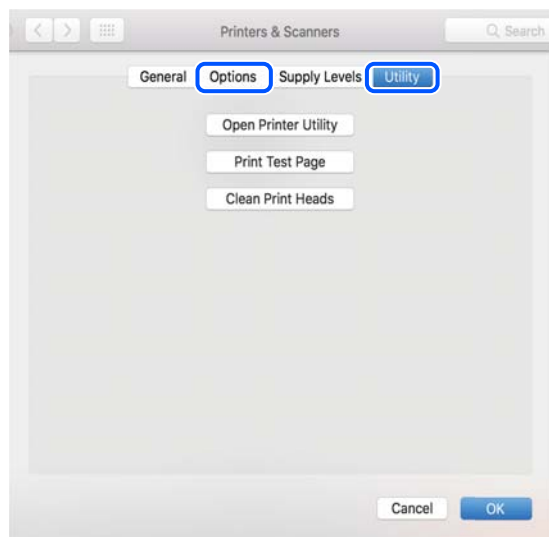 Printers & Scanners Search
General Options Supply Levels Utility
Open Printer Utility
Print Test Page
Clean Print Heads
Cancel OK